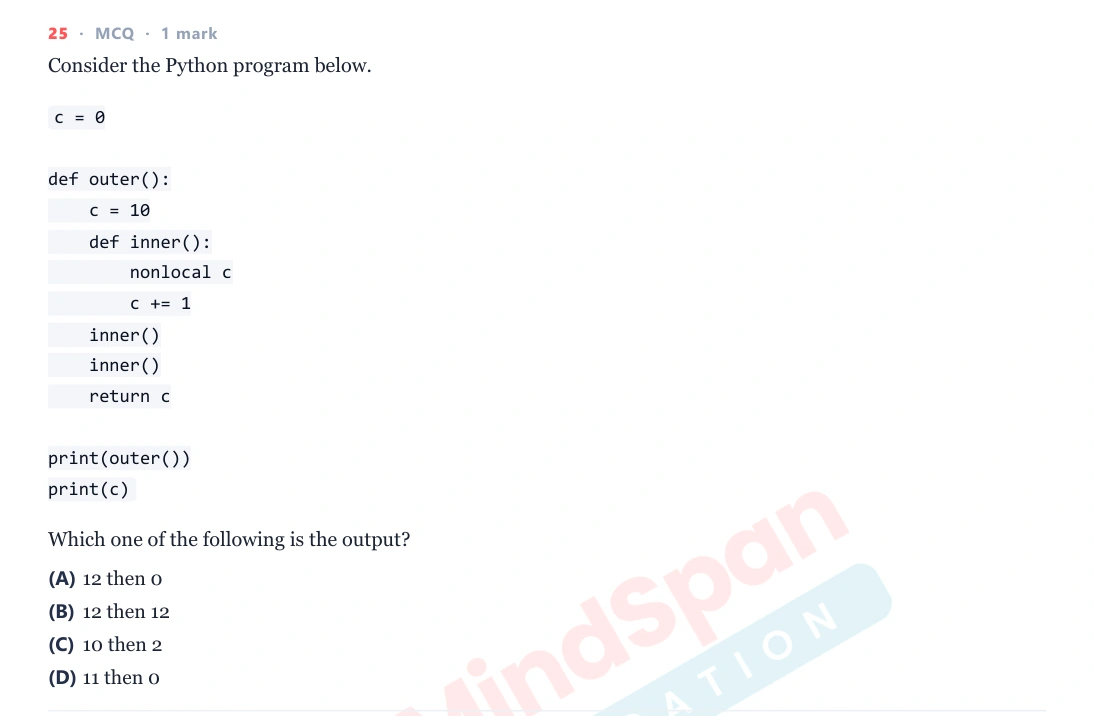 25 · MCQ · 1 mark
Consider the Python program below.
c = 0
def outer():
    c = 10
    def inner():
        nonlocal c
        c += 1
    inner()
    inner()
    return c
print(outer())
print(c)
Which one of the following is the output?
(A) 12 then 0
(B) 12 then 12
(C) 10 then 2
(D) 11 then 0
MindSpan
ATION